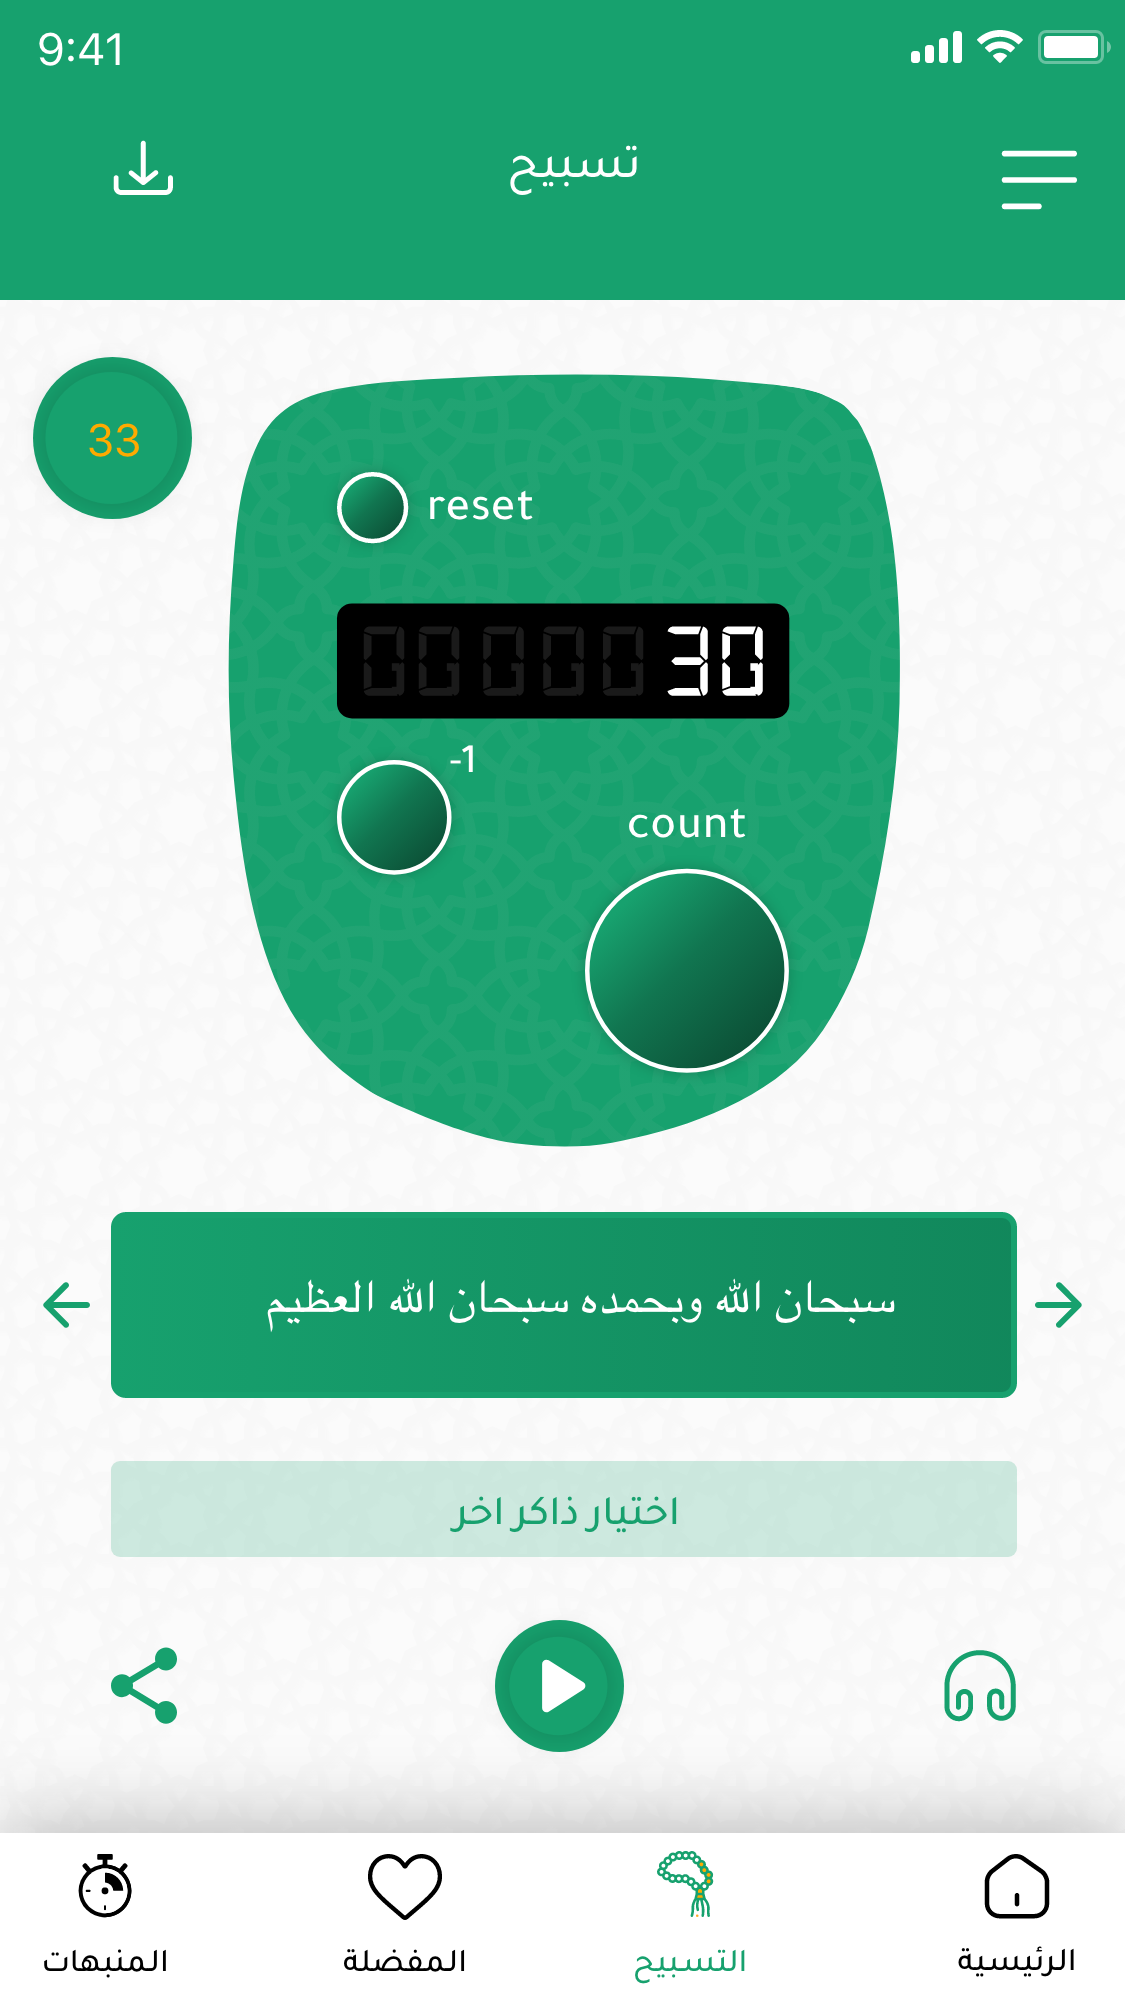 9:41
تسبيح
33
reset
30
-1
count
سبحان الله وبحمده سبحان الله العظيم
اختيار ذاكر اخر
الرئيسية
التسبيح
المفضلة
المنبهات